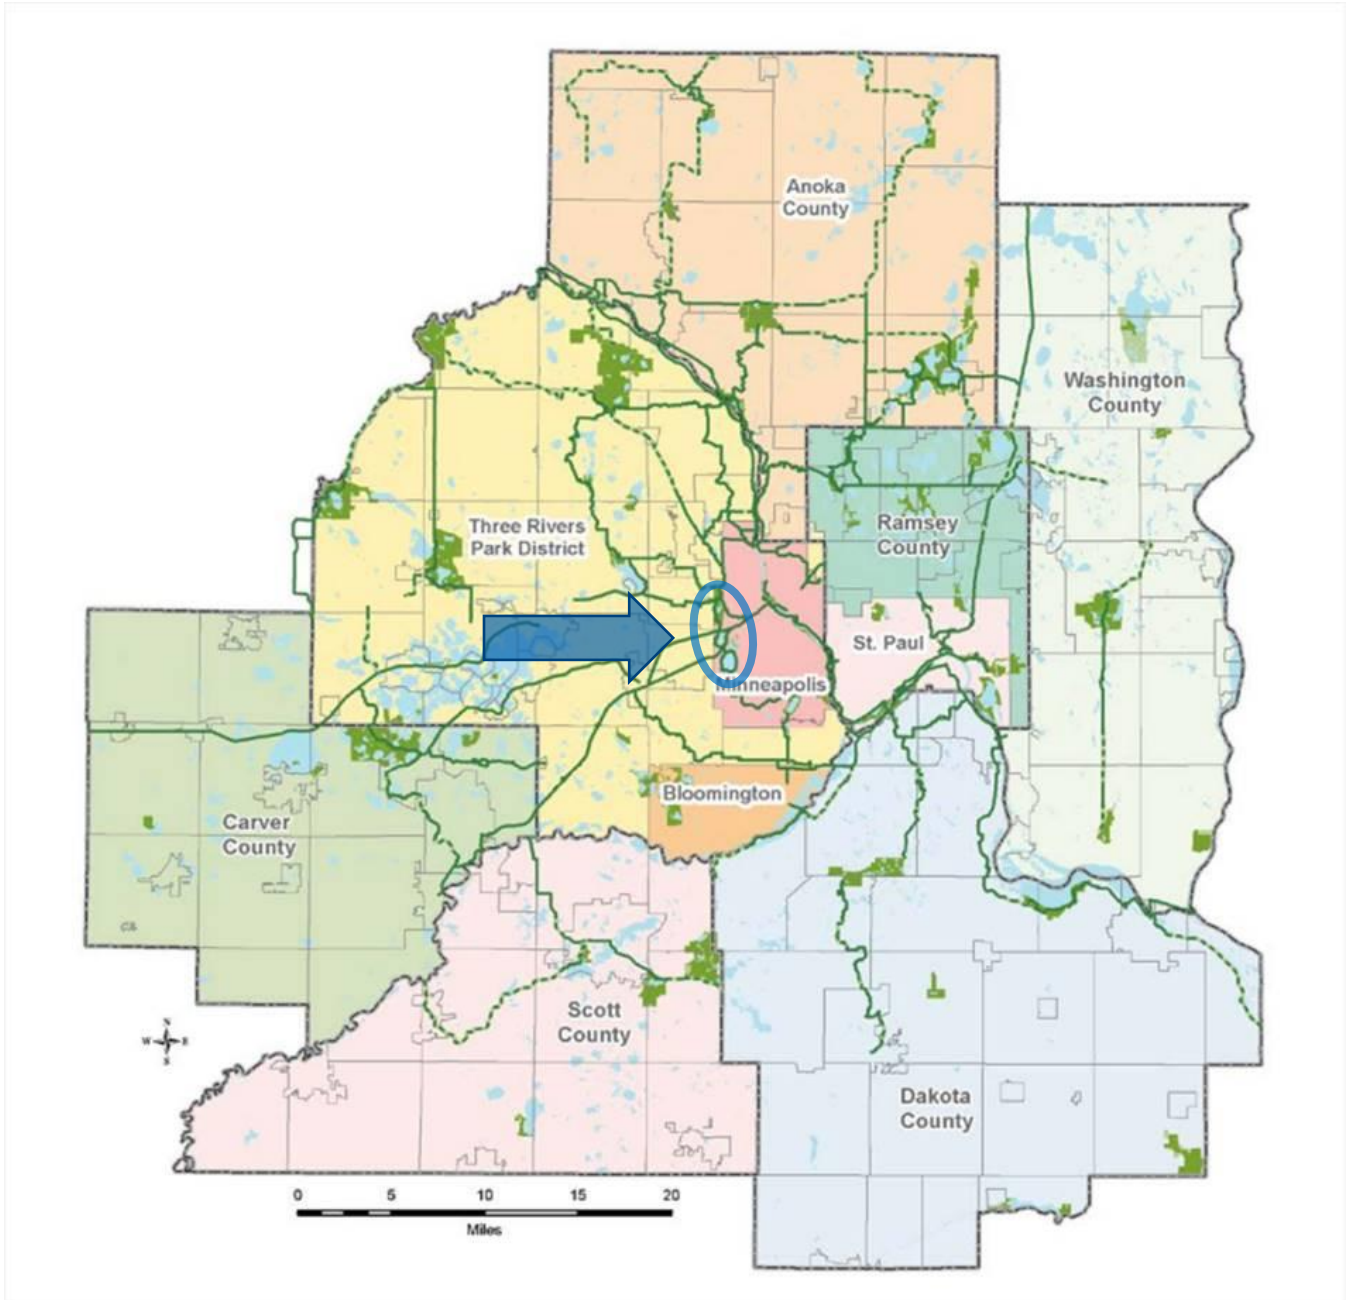 Anoka
County
Washington
County
Three Rivers
Park District
Ramsey
County
St. Paul
Minneapolis
Bloomington
Carver
County
Scott
County
Dakota
County
N
W E
S
0 5 10 15 20
Miles